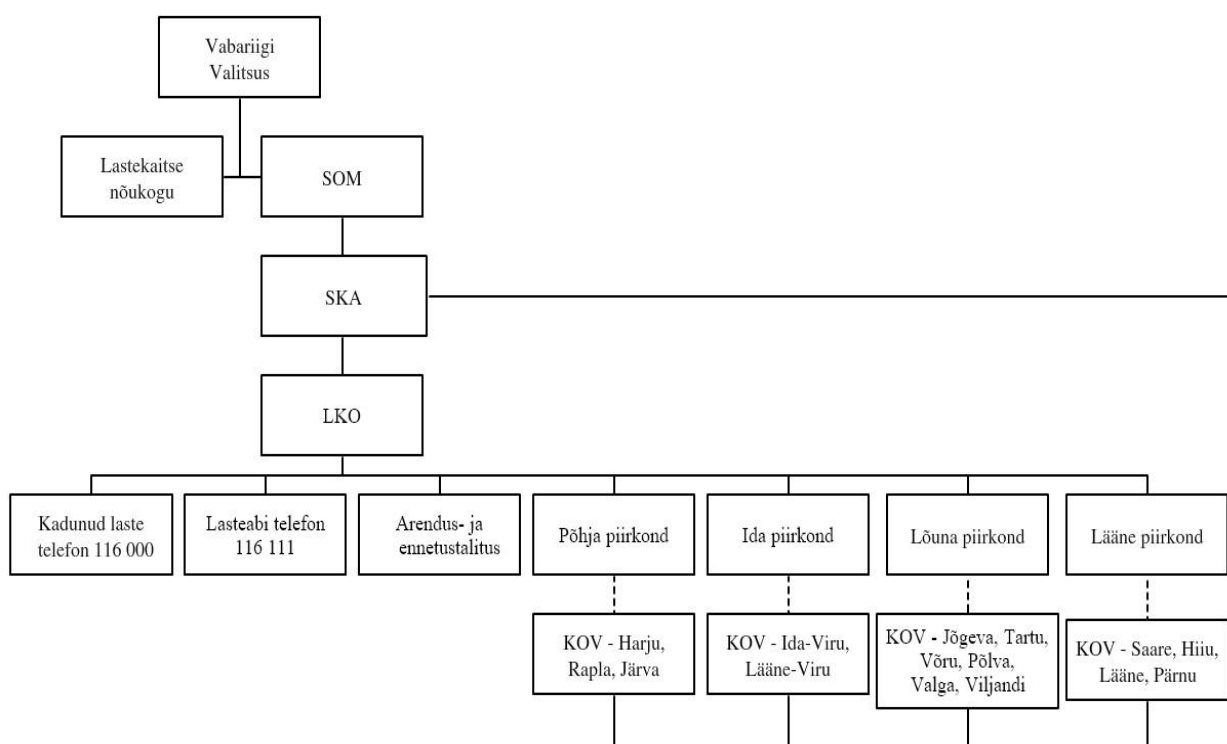 Vabariigi
Valitsus
Lastekaitse
nõukogu
SOM
SKA
LKO
Kadunud laste
telefon 116 000
Lasteabi telefon
116 111
Arendus- ja
ennetustalitus
Põhja piirkond
Ida piirkond
Lõuna piirkond
Lääne piirkond
KOV - Harju,
Rapla, Järva
KOV - Ida-Viru,
Lääne-Viru
KOV - Jõgeva, Tartu,
Võru, Põlva,
Valga, Viljandi
KOV - Saare, Hiiu,
Lääne, Pärnu